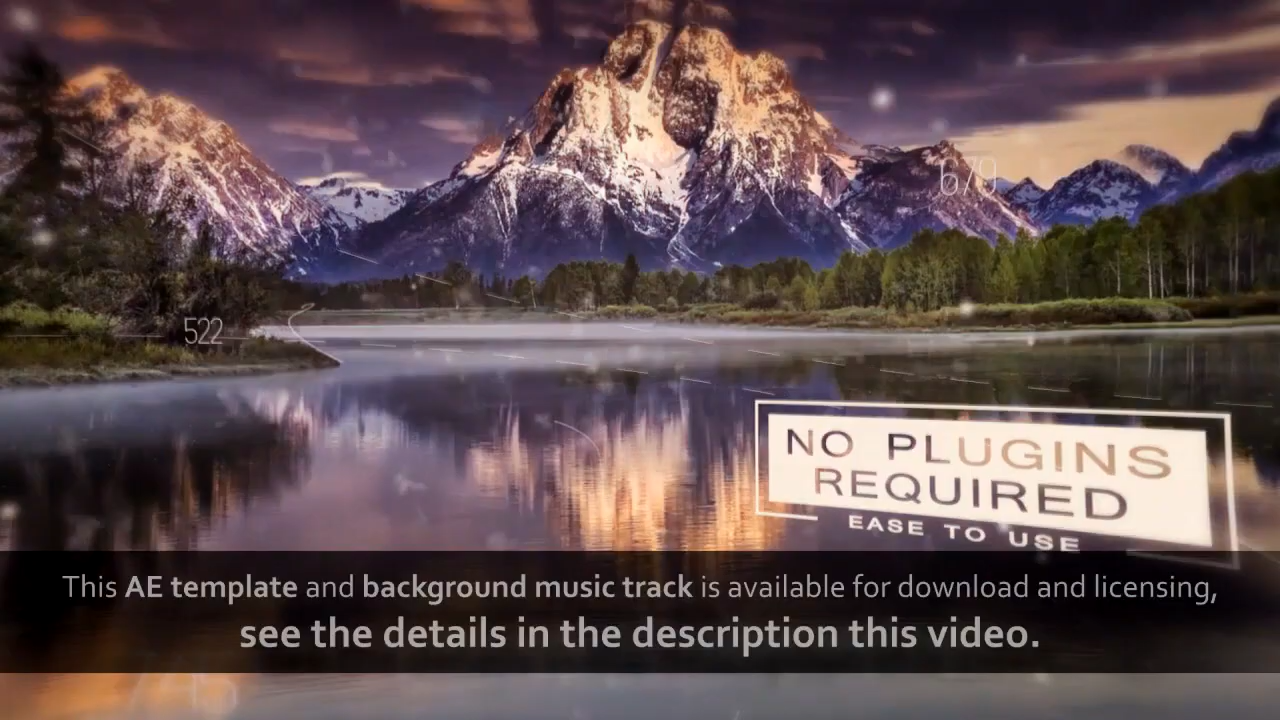 679
522
NO PLUGINS
REQUIRED
EASE TO USE
This AE template and background music track is available for download and licensing,
see the details in the description this video.